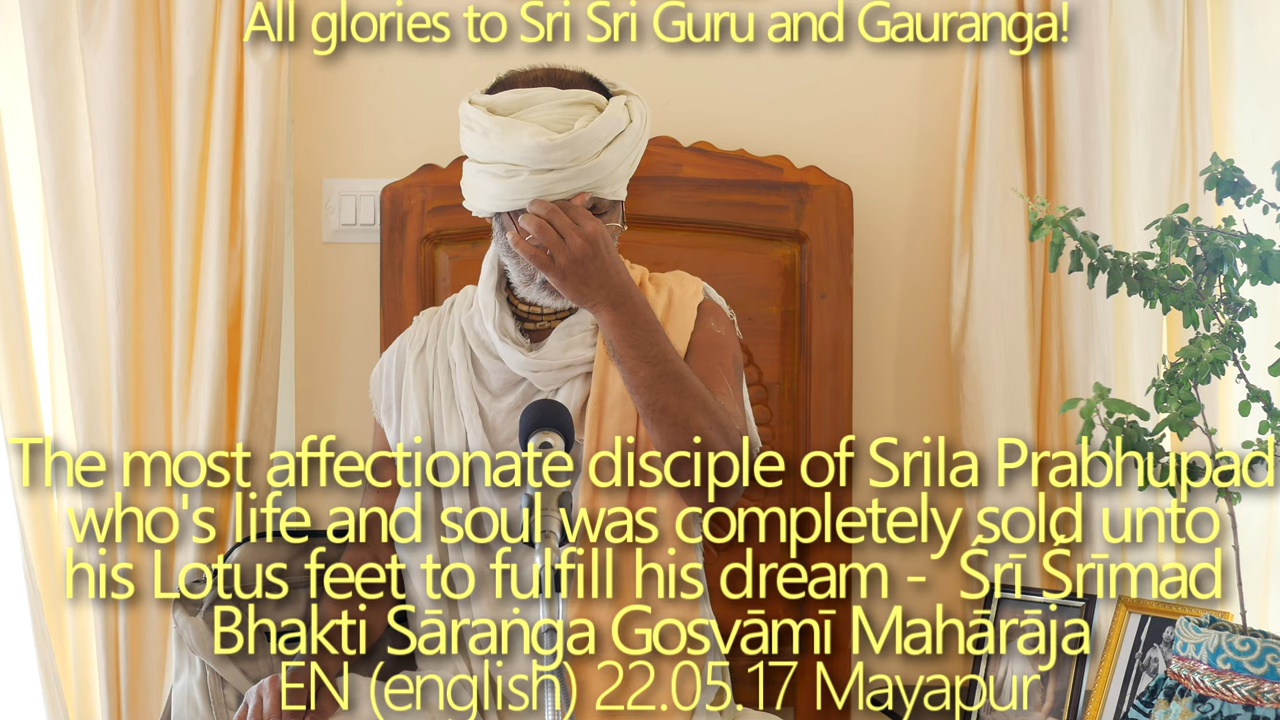 All glories to Sri Sri Guru and Gauranga!
The most affectionate disciple of Srila Prabhupad
who's life and soul was completely sold unto
his Lotus feet to fulfill his dream - Śrī Śrīmad
Bhakti Sāraṅga Gosvāmī Mahārāja
EN (english) 22.05.17 Mayapur